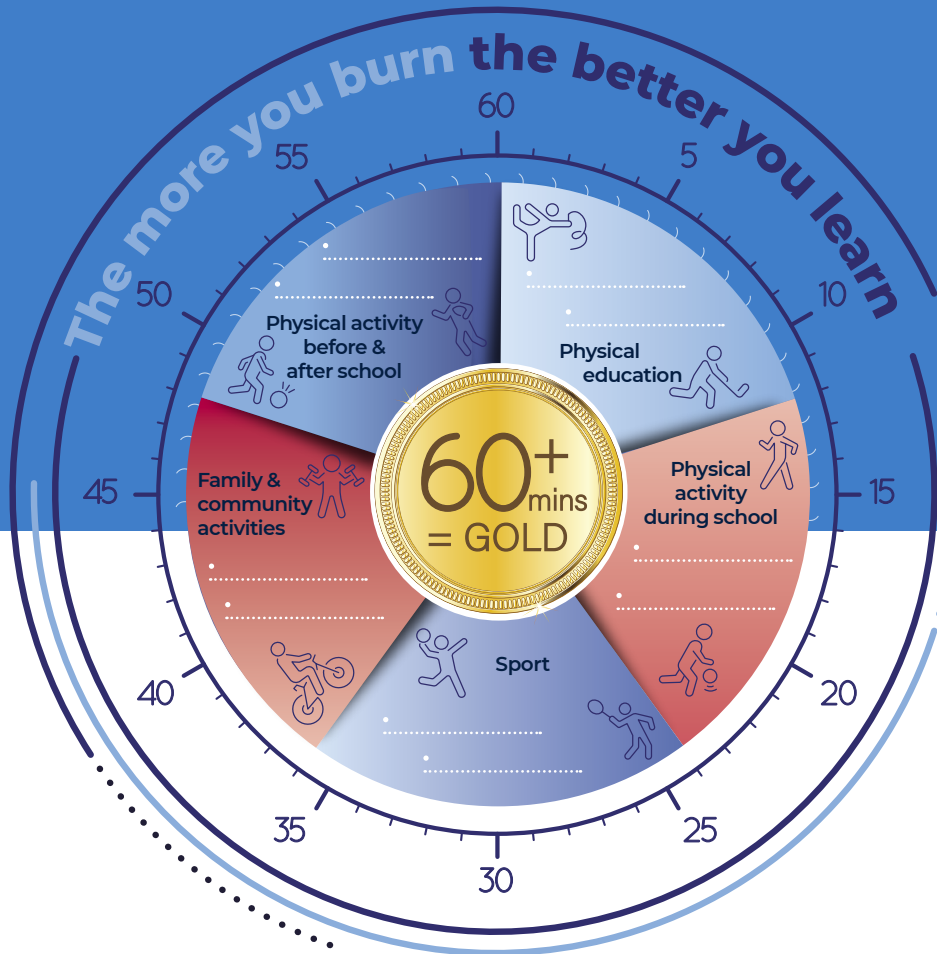 The more you burn the better you learn
60
5
10
15
20
25
30
35
40
45
50
55
Physical activity
before &
after school
Physical
education
Physical
activity
during school
Sport
Family &
community
activities
60+
mins
= GOLD